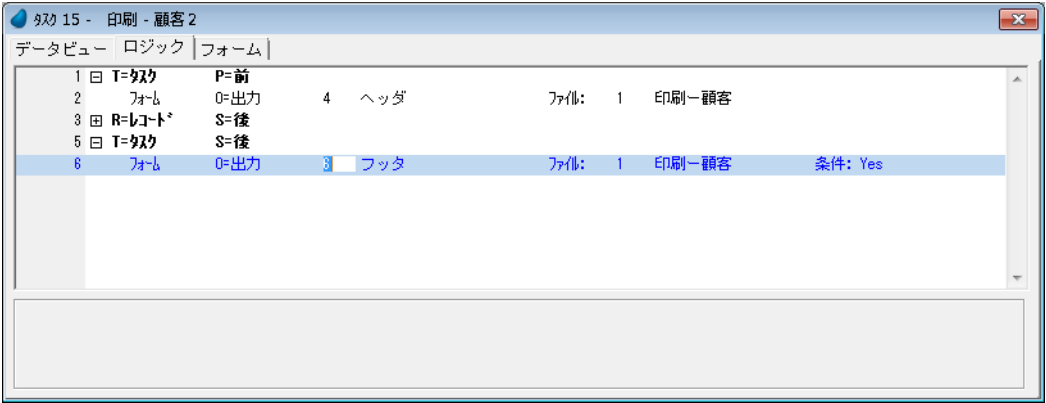 ﾀｽｸ 15 - 印刷 - 顧客２
データビュー ロジック フォーム
1 T=ﾀｽｸ P=前
2 ﾌｫｰﾑ O=出力 4 ヘッダ ﾌｧｲﾙ: 1 印刷ー顧客
3 R=ﾚｺｰﾄﾞ S=後
5 T=ﾀｽｸ S=後
6 ﾌｫｰﾑ O=出力 6 フッタ ﾌｧｲﾙ: 1 印刷ー顧客 条件: Yes